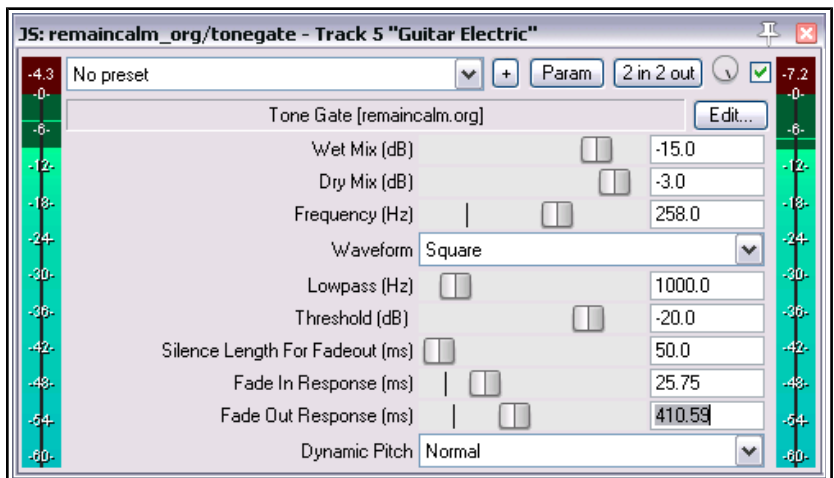 JS: remaincalm_org/tonegate - Track 5 "Guitar Electric"
-4.3 No preset + Param 2 in 2 out -7.2
Tone Gate [remaincalm.org] Edit...
Wet Mix (dB) -15.0
Dry Mix (dB) -3.0
Frequency (Hz) 258.0
Waveform Square
Lowpass (Hz) 1000.0
Threshold (dB) -20.0
Silence Length For Fadeout (ms) 50.0
Fade In Response (ms) 25.75
Fade Out Response (ms) 410.59
Dynamic Pitch Normal
-0-
-6-
-12-
-18-
-24-
-30-
-36-
-42-
-48-
-54-
-60-
-0-
-6-
-12-
-18-
-24-
-30-
-36-
-42-
-48-
-54-
-60-